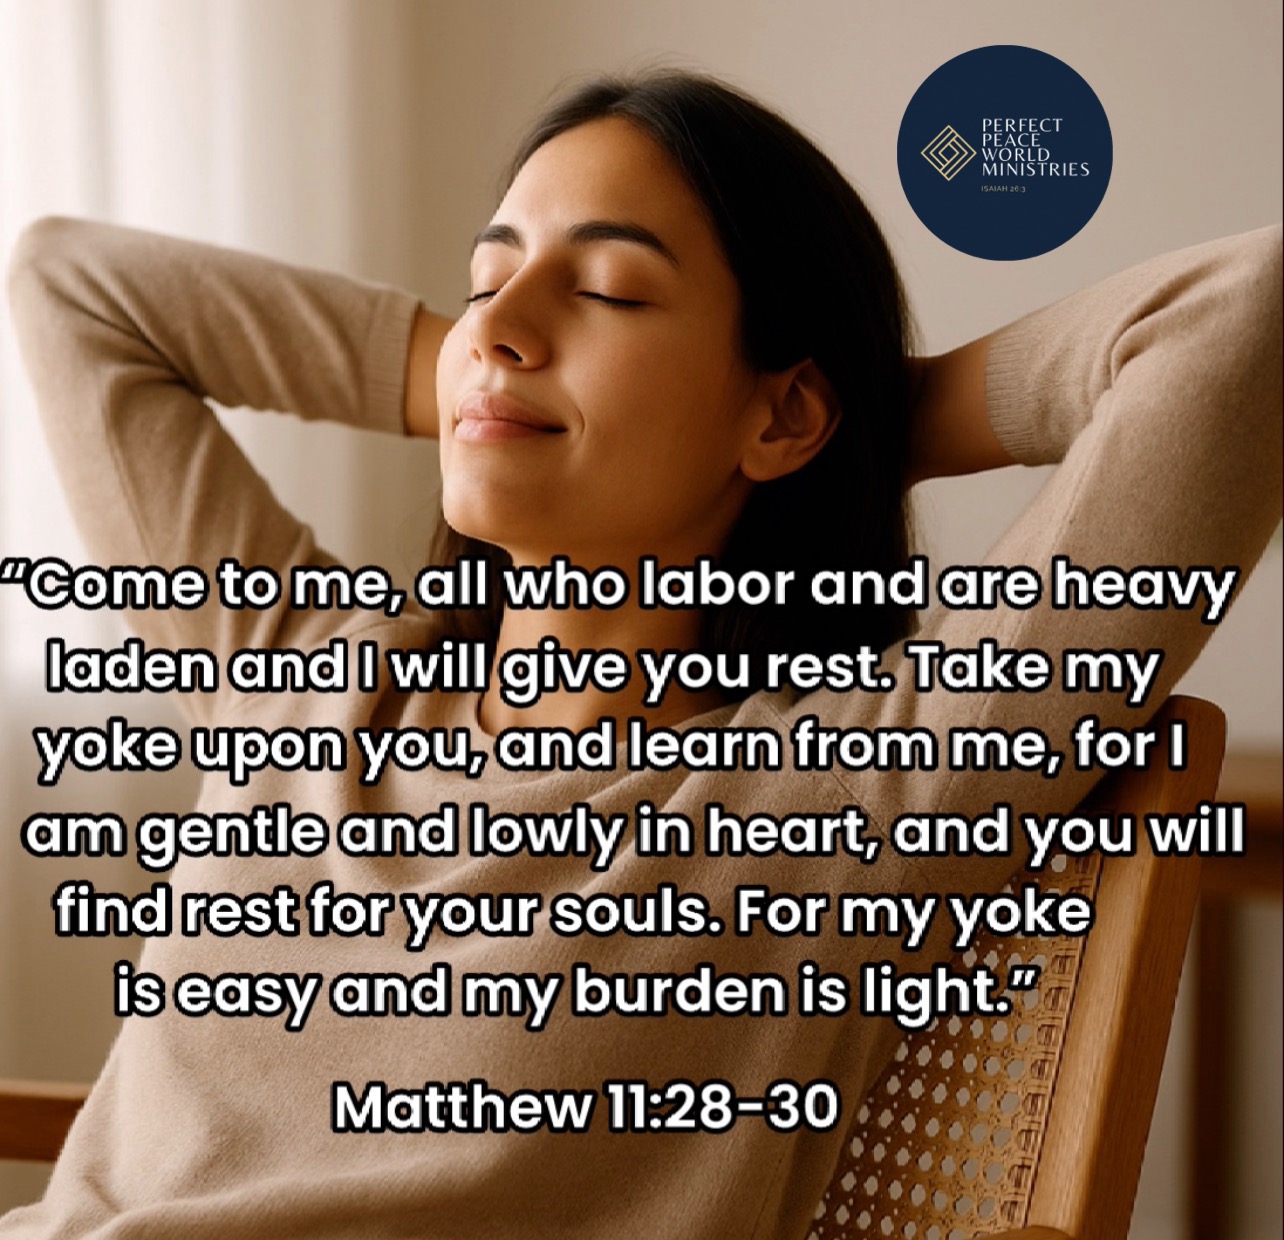 PERFECT
PEACE
WORLD
MINISTRIES
ISAIAH 26:3
“Come to me, all who labor and are heavy
laden and I will give you rest. Take my
yoke upon you, and learn from me, for I
am gentle and lowly in heart, and you will
find rest for your souls. For my yoke
is easy and my burden is light.”
Matthew 11:28-30